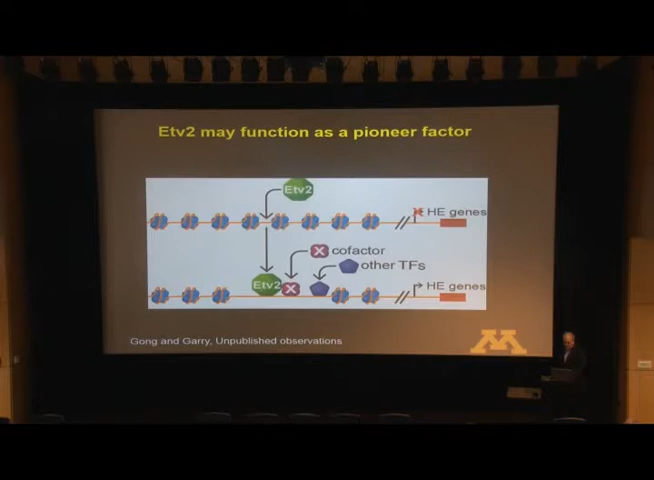 Etv2 may function as a pioneer factor
Etv2
HE genes
X cofactor
other TFs
Etv2 X
HE genes
Gong and Garry, Unpublished observations
M